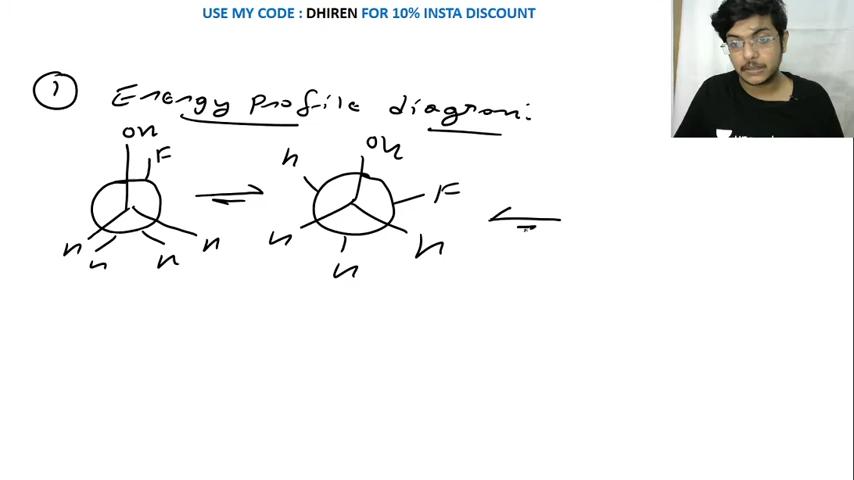 USE MY CODE : DHIREN FOR 10% INSTA DISCOUNT
1 Energy profile diagram:
OH F
H H H H
H OH F
H H H